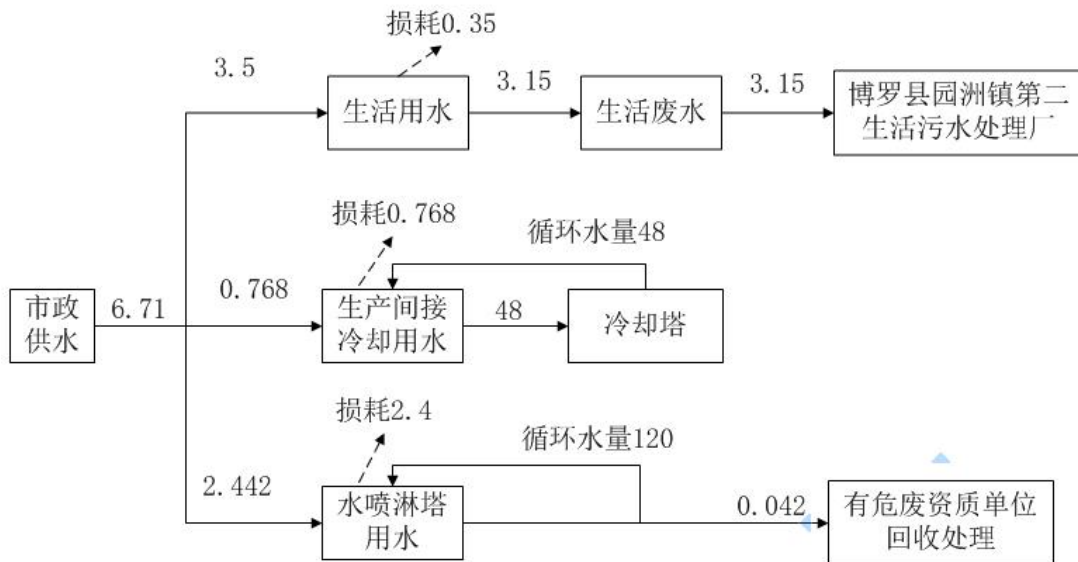 损耗0.35
3.5
3.15
3.15
生活用水
生活废水
博罗县园洲镇第二
生活污水处理厂
损耗0.768
循环水量48
市政
供水
6.71
0.768
生产间接
冷却用水
48
冷却塔
损耗2.4
循环水量120
2.442
水喷淋塔
用水
0.042
有危废资质单位
回收处理